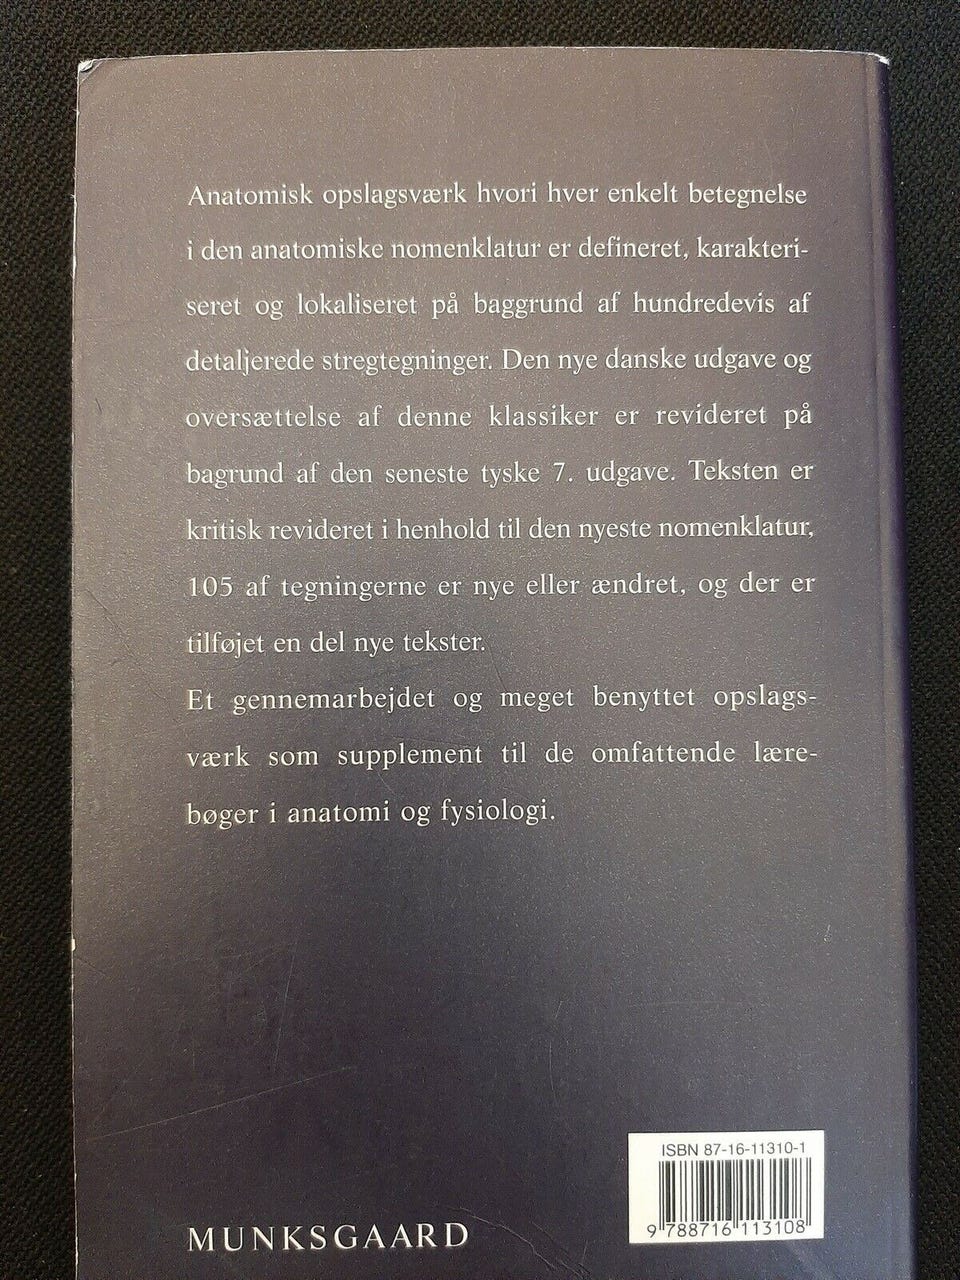 Anatomisk opslagsværk hvori hver enkelt betegnelse
i den anatomiske nomenklatur er defineret, karakteri-
seret og lokaliseret på baggrund af hundredevis af
detaljerede stregtegninger. Den nye danske udgave og
oversættelse af denne klassiker er revideret på
bagrund af den seneste tyske 7. udgave. Teksten er
kritisk revideret i henhold til den nyeste nomenklatur,
105 af tegningerne er nye eller ændret, og der er
tilføjet en del nye tekster.
Et gennemarbejdet og meget benyttet opslags-
værk som supplement til de omfattende lære-
bøger i anatomi og fysiologi.
ISBN 87-16-11310-1
9 788716 113108
MUNKSGAARD